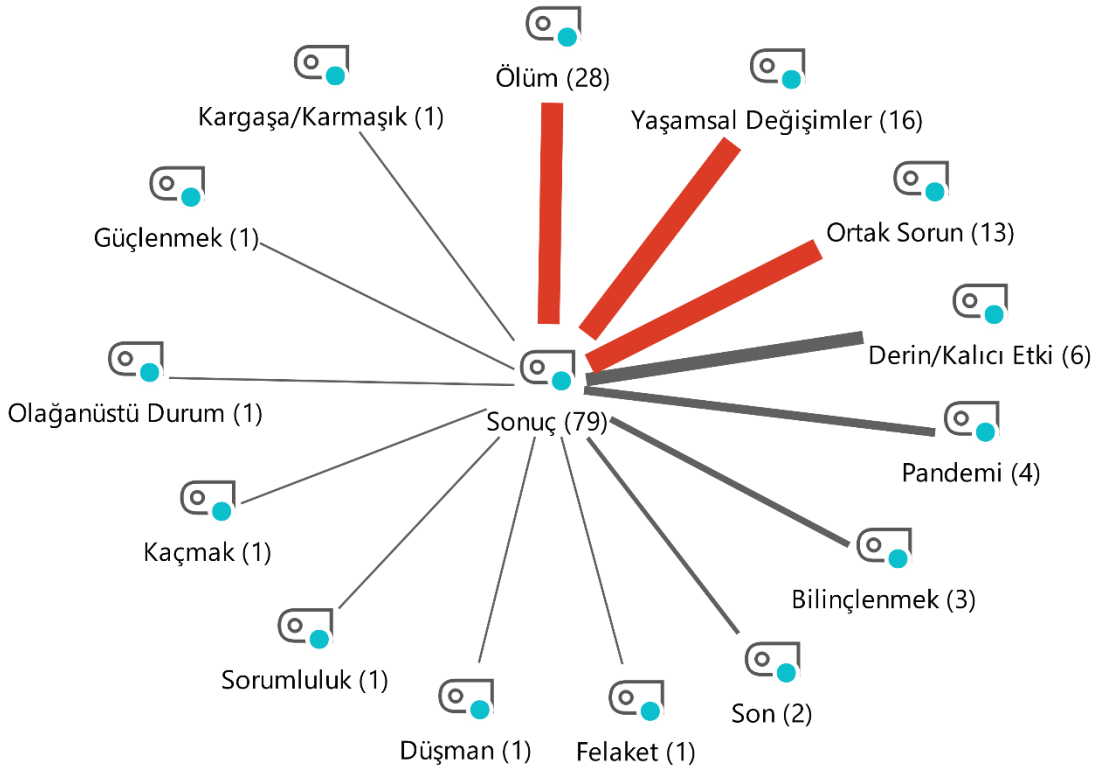 Ölüm (28)
Kargaşa/Karmaşık (1)
Yaşamsal Değişimler (16)
Güçlenmek (1)
Ortak Sorun (13)
Derin/Kalıcı Etki (6)
Olağanüstü Durum (1)
Sonuç (79)
Pandemi (4)
Kaçmak (1)
Bilinçlenmek (3)
Sorumluluk (1)
Son (2)
Düşman (1)
Felaket (1)